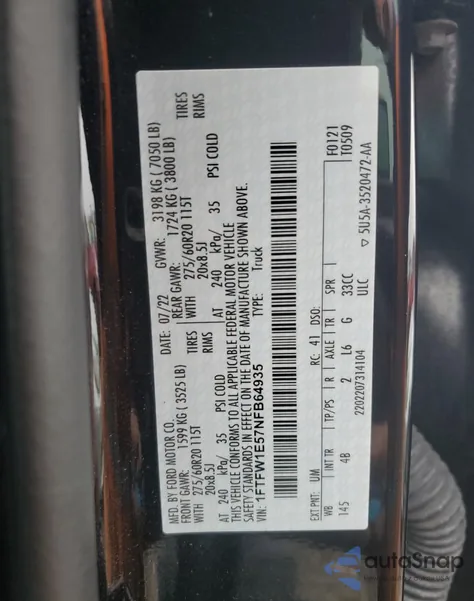 MFD. BY FORD MOTOR CO.
DATE: 07/22 GVWR: 3198 KG ( 7050 LB)
FRONT GAWR: 1599 KG ( 3525 LB) REAR GAWR: 1724 KG ( 3800 LB)
WITH 275/60R20 115T TIRES WITH 275/60R20 115T TIRES
20x8.5J RIMS 20x8.5J RIMS
AT 240 kPa/ 35 PSI COLD AT 240 kPa/ 35 PSI COLD
THIS VEHICLE CONFORMS TO ALL APPLICABLE FEDERAL MOTOR VEHICLE
SAFETY STANDARDS IN EFFECT ON THE DATE OF MANUFACTURE SHOWN ABOVE.
VIN: 1FTFW1E57NFB64935
TYPE: Truck
F0121
T0509
EXT PNT: UM RC: 41 DSO:
WB INT TR TP/PS R AXLE TR SPR
145 4B 2 L6 G 33CC
2202207314104 ULC
▽ 5U5A-3520472-AA
autoSnap